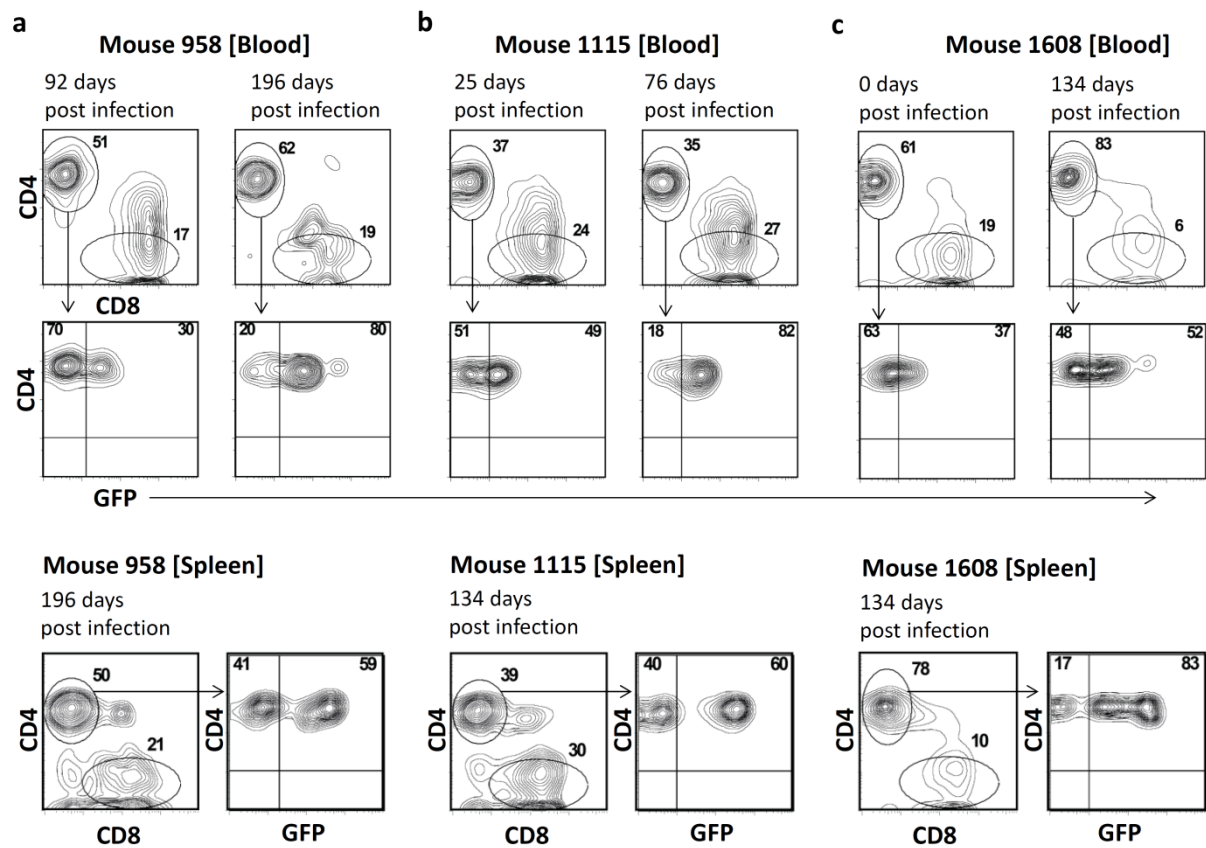 a
Mouse 958 [Blood]
92 days
post infection
196 days
post infection
51
17
62
19
CD4
CD8
70
30
20
80
CD4
GFP
b
Mouse 1115 [Blood]
25 days
post infection
76 days
post infection
37
24
35
27
51
49
18
82
c
Mouse 1608 [Blood]
0 days
post infection
134 days
post infection
61
19
83
6
63
37
48
52
Mouse 958 [Spleen]
196 days
post infection
50
21
41
59
CD4
CD4
CD8
GFP
Mouse 1115 [Spleen]
134 days
post infection
39
30
40
60
CD4
CD4
CD8
GFP
Mouse 1608 [Spleen]
134 days
post infection
78
10
17
83
CD4
CD4
CD8
GFP